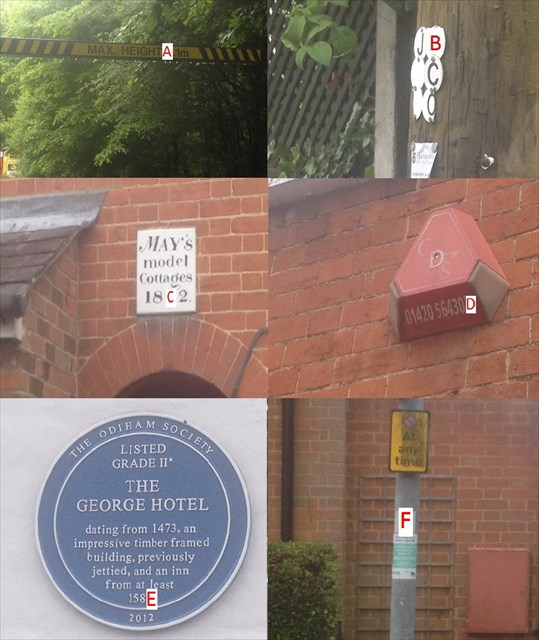 MAX. HEIGHT A m
J B
C
d
MAY'S
model
Cottages
18 C 2.
D
01420 56430 D
THE ODIHAM SOCIETY
LISTED
GRADE II*
THE
GEORGE HOTEL
dating from 1473, an
impressive timber framed
building, previously
jettied, and an inn
from at least
158 E
2012
At
any
time
F